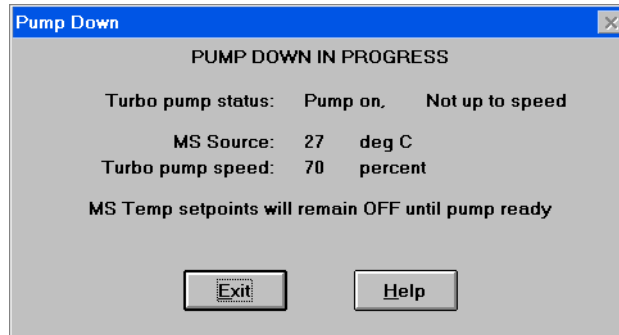 Pump Down
PUMP DOWN IN PROGRESS
Turbo pump status: Pump on, Not up to speed
MS Source: 27 deg C
Turbo pump speed: 70 percent
MS Temp setpoints will remain OFF until pump ready
Exit Help